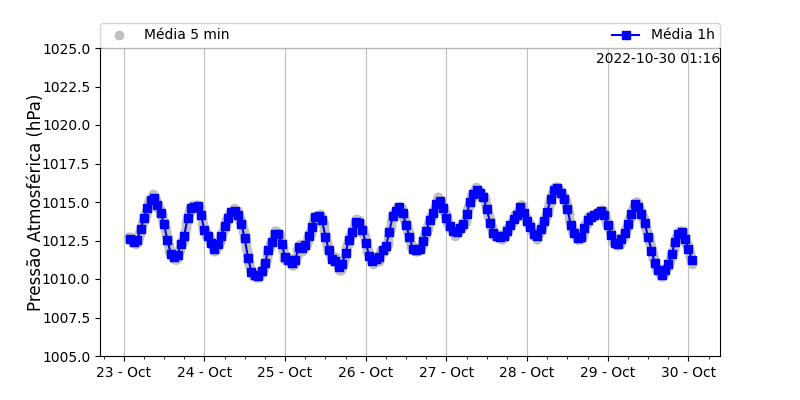 Média 5 min
Média 1h
2022-10-30 01:16
Pressão Atmosférica (hPa)
1025.0
1022.5
1020.0
1017.5
1015.0
1012.5
1010.0
1007.5
1005.0
23 - Oct
24 - Oct
25 - Oct
26 - Oct
27 - Oct
28 - Oct
29 - Oct
30 - Oct